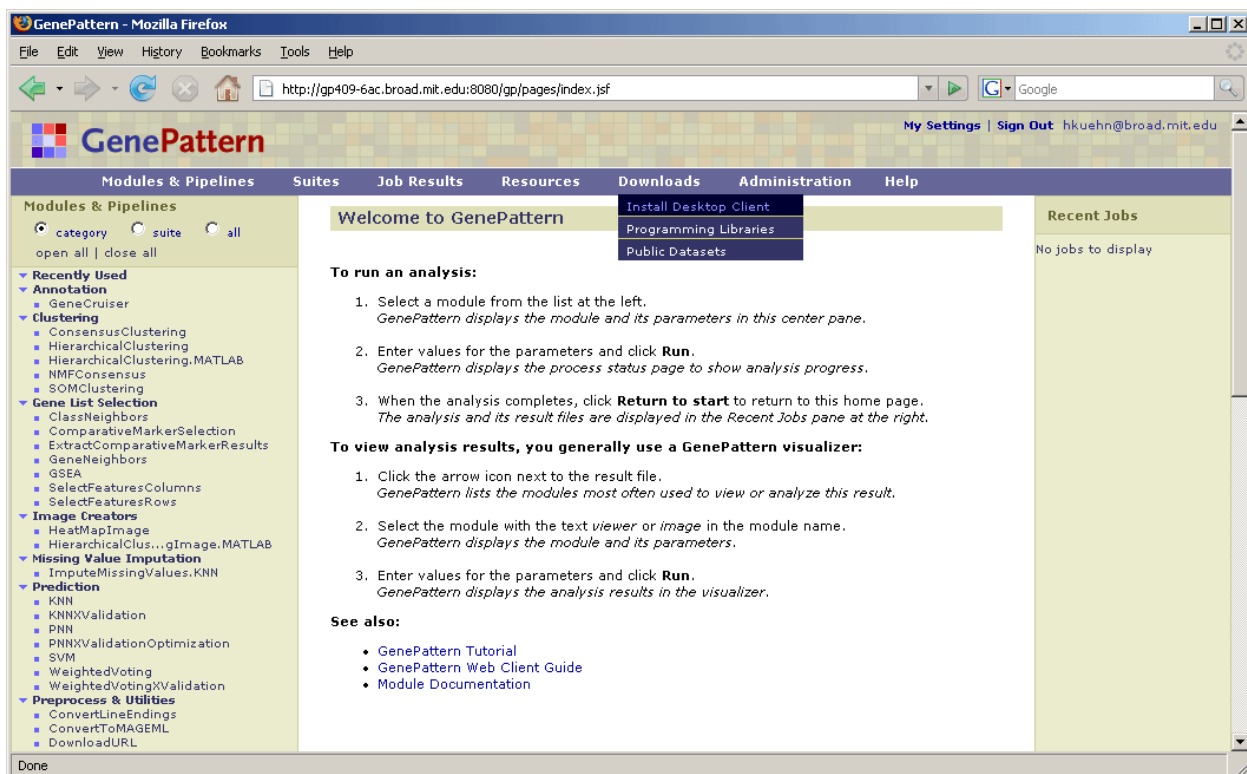 GenePattern - Mozilla Firefox
File Edit View History Bookmarks Tools Help
http://gp409-6ac.broad.mit.edu:8080/gp/pages/index.jsf
G Google
My Settings | Sign Out hkuehn@broad.mit.edu
GenePattern
Modules & Pipelines Suites Job Results Resources Downloads Administration Help
Install Desktop Client
Programming Libraries
Public Datasets
Modules & Pipelines
category suite all
open all | close all
Recently Used
Annotation
GeneCruiser
Clustering
ConsensusClustering
HierarchicalClustering
HierarchicalClustering.MATLAB
NMFConsensus
SOMClustering
Gene List Selection
ClassNeighbors
ComparativeMarkerSelection
ExtractComparativeMarkerResults
GeneNeighbors
GSEA
SelectFeaturesColumns
SelectFeaturesRows
Image Creators
HeatMapImage
HierarchicalClus...gImage.MATLAB
Missing Value Imputation
ImputeMissingValues.KNN
Prediction
KNN
KNNXValidation
PNN
PNNXValidationOptimization
SVM
WeightedVoting
WeightedVotingXValidation
Preprocess & Utilities
ConvertLineEndings
ConvertToMAGEML
DownloadURL
Welcome to GenePattern
To run an analysis:
1. Select a module from the list at the left.
GenePattern displays the module and its parameters in this center pane.
2. Enter values for the parameters and click Run.
GenePattern displays the process status page to show analysis progress.
3. When the analysis completes, click Return to start to return to this home page.
The analysis and its result files are displayed in the Recent Jobs pane at the right.
To view analysis results, you generally use a GenePattern visualizer:
1. Click the arrow icon next to the result file.
GenePattern lists the modules most often used to view or analyze this result.
2. Select the module with the text viewer or image in the module name.
GenePattern displays the module and its parameters.
3. Enter values for the parameters and click Run.
GenePattern displays the analysis results in the visualizer.
See also:
• GenePattern Tutorial
• GenePattern Web Client Guide
• Module Documentation
Recent Jobs
No jobs to display
Done